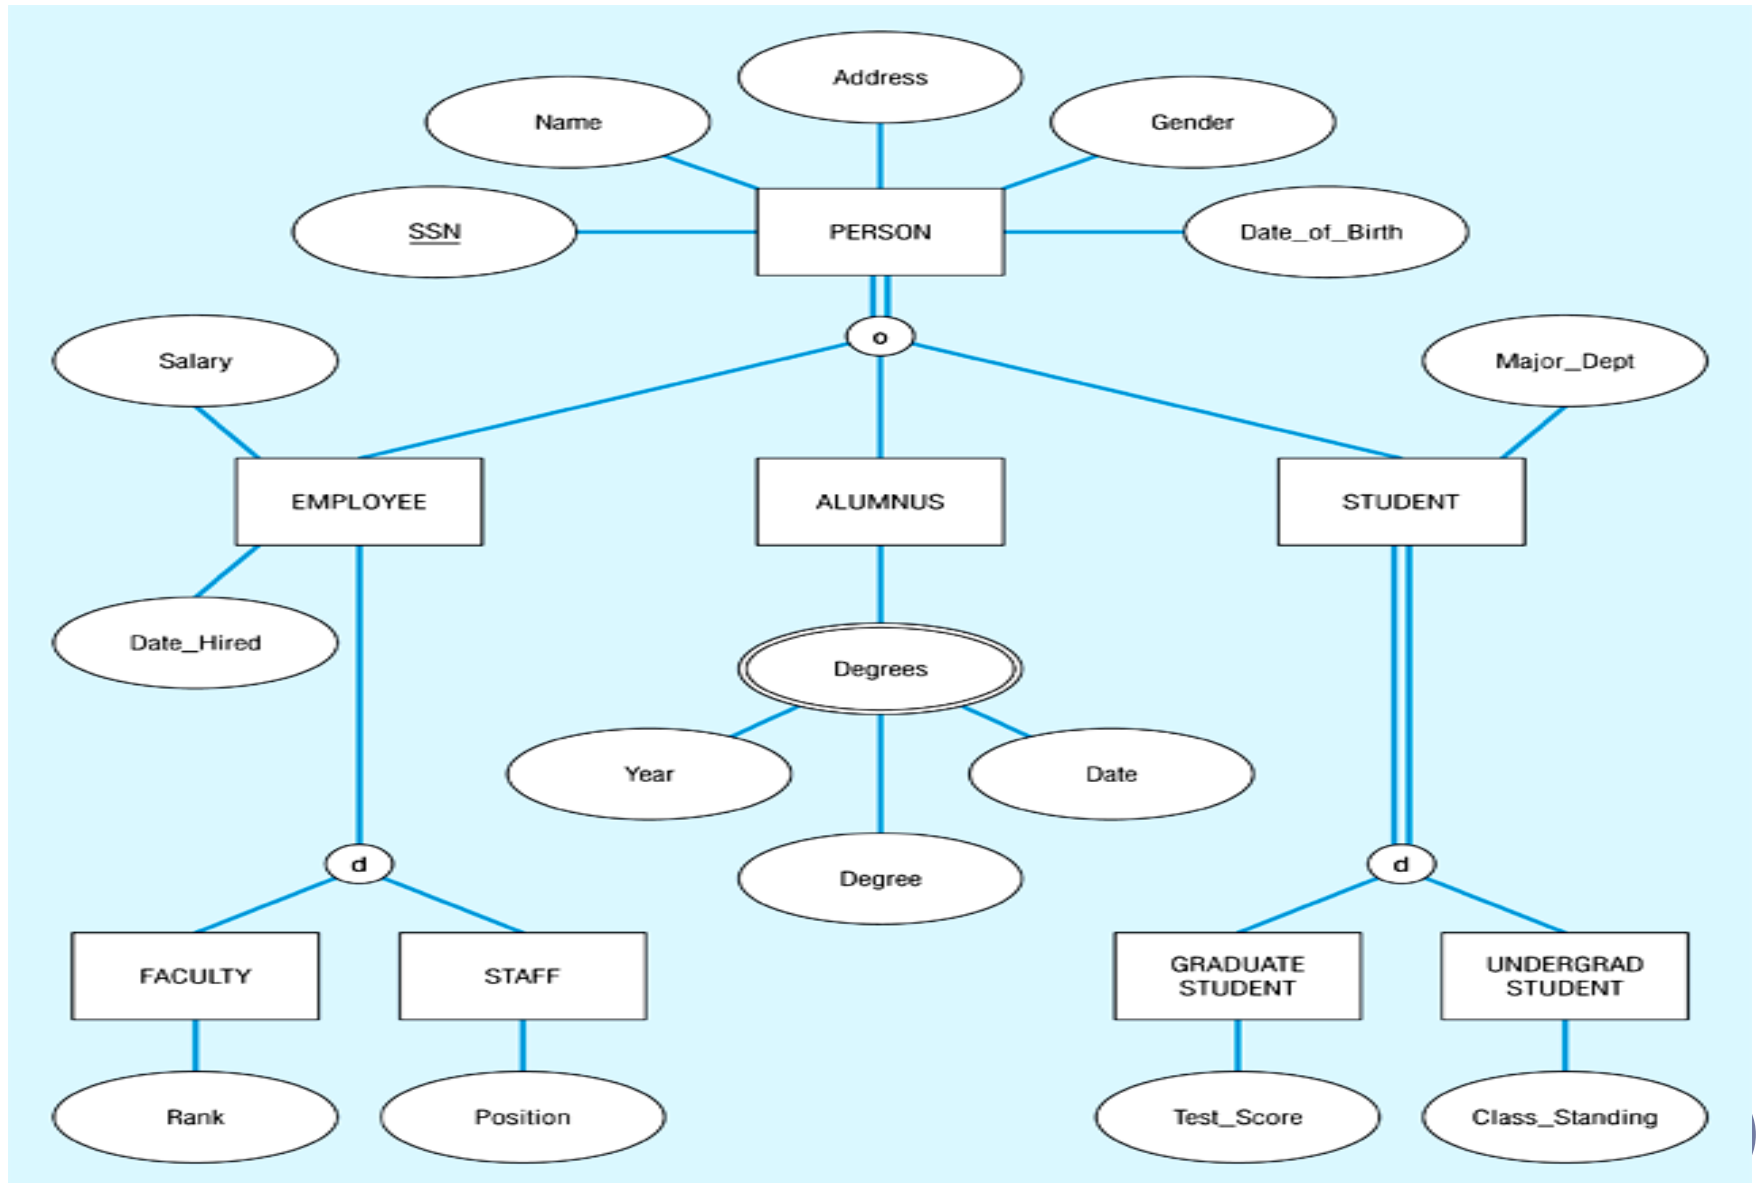 Address
Name
Gender
SSN
PERSON
Date_of_Birth
o
Salary
Major_Dept
EMPLOYEE
ALUMNUS
STUDENT
Date_Hired
Degrees
Year
Date
d
Degree
d
FACULTY
STAFF
GRADUATE
STUDENT
UNDERGRAD
STUDENT
Rank
Position
Test_Score
Class_Standing